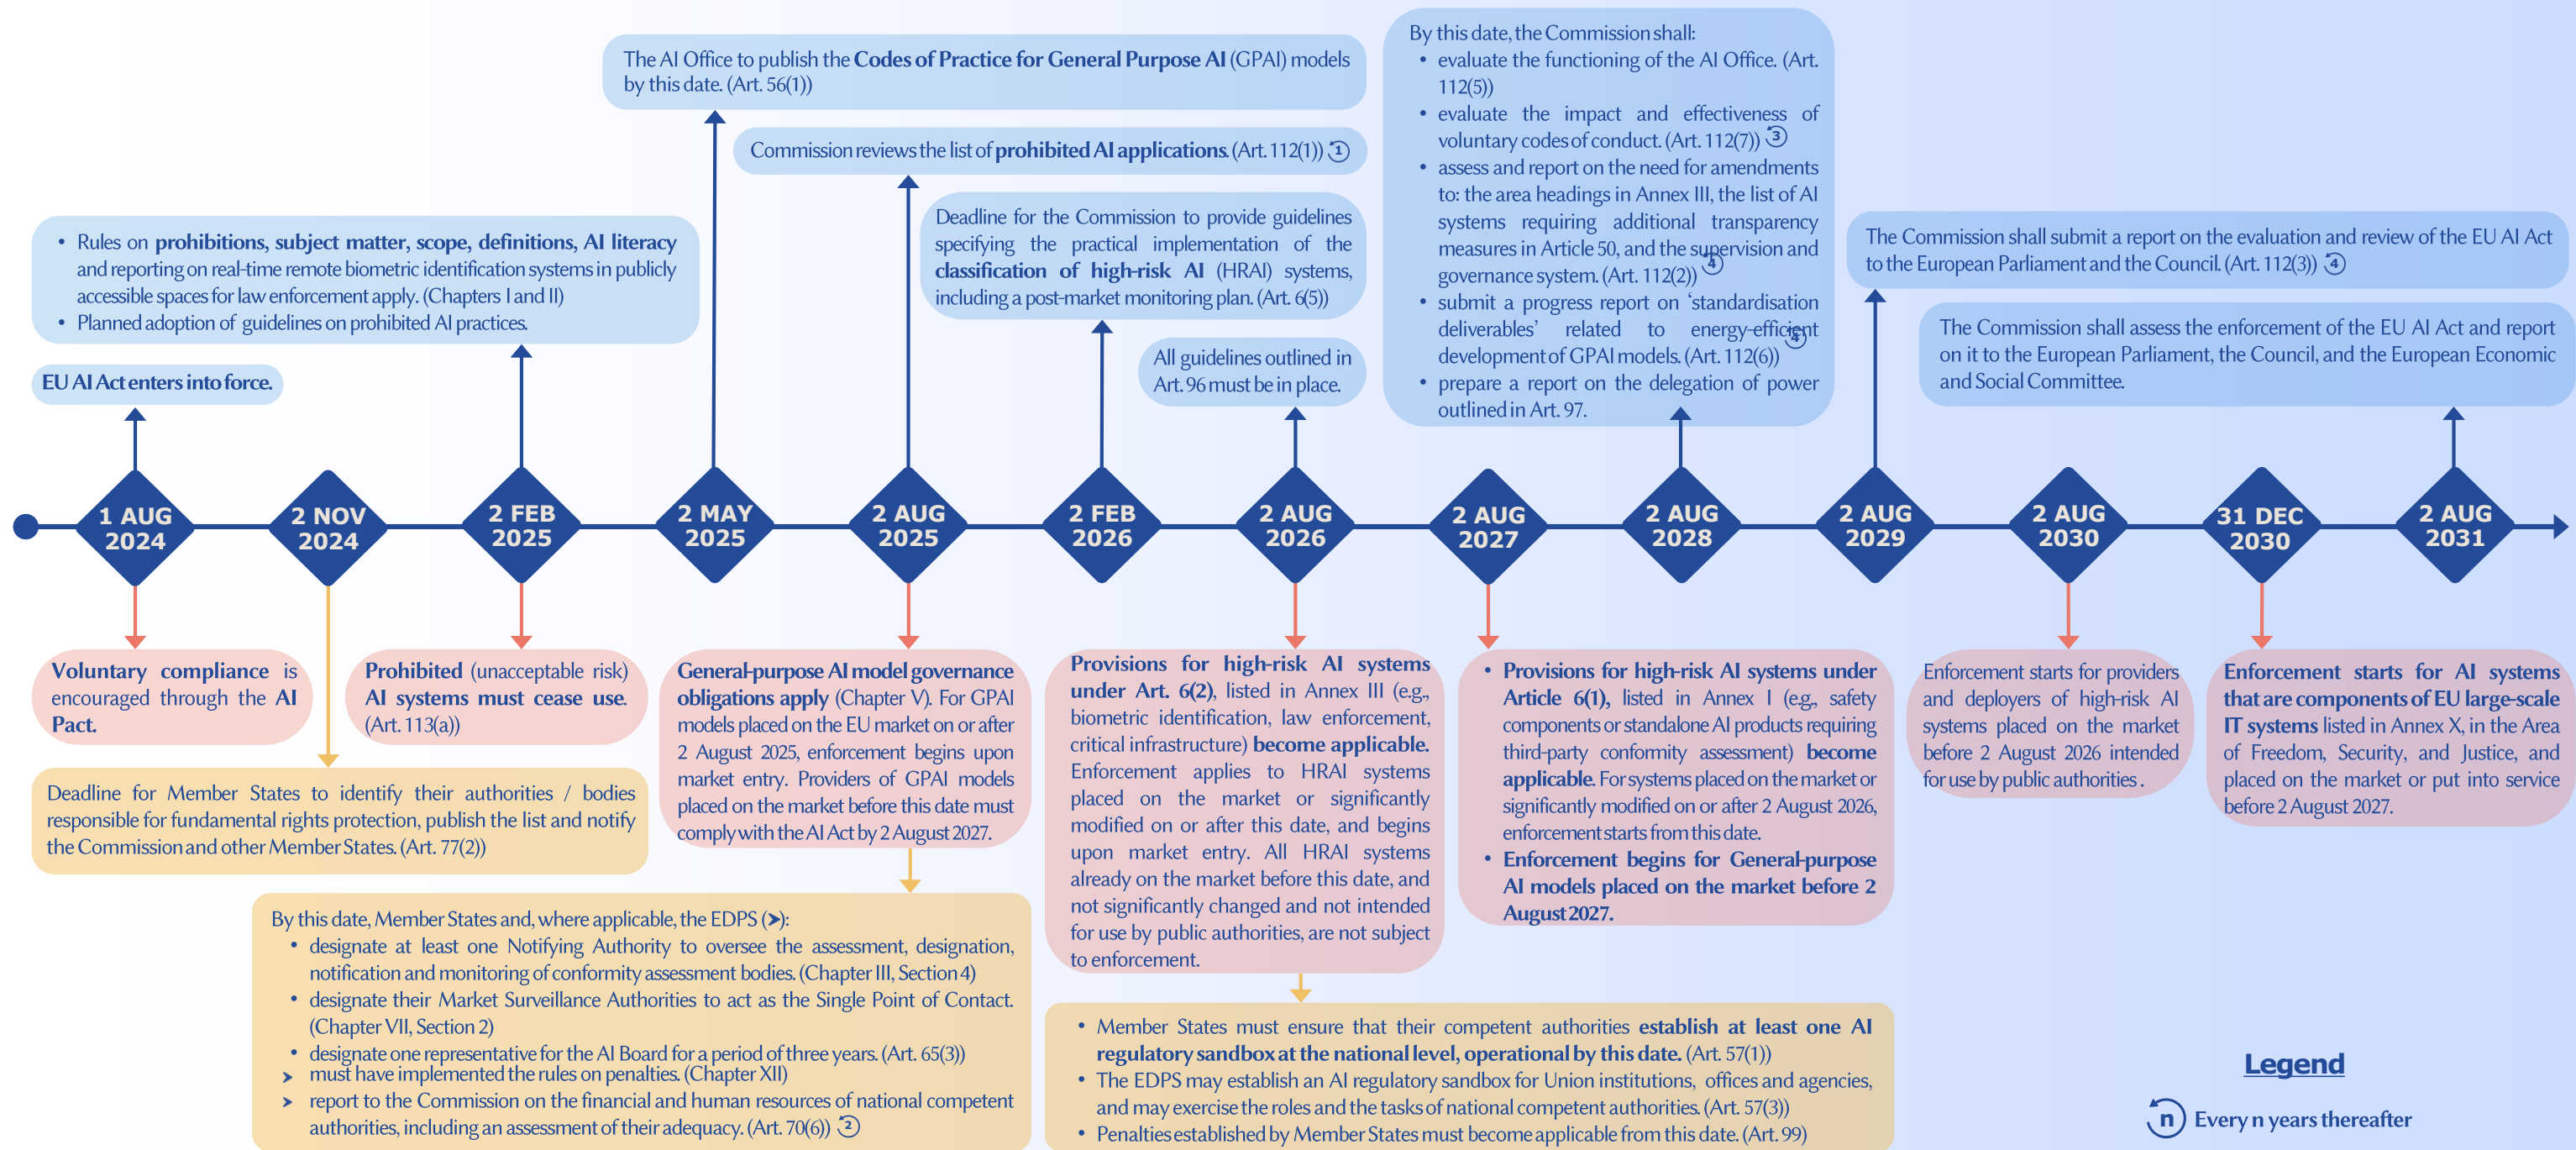 The AI Office to publish the Codes of Practice for General Purpose AI (GPAI) models
by this date. (Art. 56(1))
Commission reviews the list of prohibited AI applications. (Art. 112(1)) 1
Rules on prohibitions, subject matter, scope, definitions, AI literacy
and reporting on real-time remote biometric identification systems in publicly
accessible spaces for law enforcement apply. (Chapters I and II)
• Planned adoption of guidelines on prohibited AI practices.
EU AI Act enters into force.
Deadline for the Commission to provide guidelines
specifying the practical implementation of the
classification of high-risk AI (HRAI) systems,
including a post-market monitoring plan. (Art. 6(5))
All guidelines outlined in
Art. 96 must be in place.
By this date, the Commission shall:
• evaluate the functioning of the AI Office. (Art.
112(5))
• evaluate the impact and effectiveness of
voluntary codes of conduct. (Art. 112(7)) 3
• assess and report on the need for amendments
to: the area headings in Annex III, the list of AI
systems requiring additional transparency
measures in Article 50, and the supervision and
governance system. (Art. 112(2)) 4
• submit a progress report on ‘standardisation
deliverables’ related to energy-efficient
development of GPAI models. (Art. 112(6)) 4
• prepare a report on the delegation of power
outlined in Art. 97.
The Commission shall submit a report on the evaluation and review of the EU AI Act
to the European Parliament and the Council. (Art. 112(3)) 4
The Commission shall assess the enforcement of the EU AI Act and report
on it to the European Parliament, the Council, and the European Economic
and Social Committee.
1 AUG
2024
2 NOV
2024
2 FEB
2025
2 MAY
2025
2 AUG
2025
2 FEB
2026
2 AUG
2026
2 AUG
2027
2 AUG
2028
2 AUG
2029
2 AUG
2030
31 DEC
2030
2 AUG
2031
Voluntary compliance is
encouraged through the AI
Pact.
Prohibited (unacceptable risk)
AI systems must cease use.
(Art. 113(a))
Deadline for Member States to identify their authorities / bodies
responsible for fundamental rights protection, publish the list and notify
the Commission and other Member States. (Art. 77(2))
General-purpose AI model governance
obligations apply (Chapter V). For GPAI
models placed on the EU market on or after
2 August 2025, enforcement begins upon
market entry. Providers of GPAI models
placed on the market before this date must
comply with the AI Act by 2 August 2027.
By this date, Member States and, where applicable, the EDPS (➤):
• designate at least one Notifying Authority to oversee the assessment, designation,
notification and monitoring of conformity assessment bodies. (Chapter III, Section 4)
• designate their Market Surveillance Authorities to act as the Single Point of Contact.
(Chapter VII, Section 2)
• designate one representative for the AI Board for a period of three years. (Art. 65(3))
➤ must have implemented the rules on penalties. (Chapter XII)
➤ report to the Commission on the financial and human resources of national competent
authorities, including an assessment of their adequacy. (Art. 70(6)) 2
Provisions for high-risk AI systems
under Art. 6(2), listed in Annex III (e.g.,
biometric identification, law enforcement,
critical infrastructure) become applicable.
Enforcement applies to HRAI systems
placed on the market or significantly
modified on or after this date, and begins
upon market entry. All HRAI systems
already on the market before this date, and
not significantly changed and not intended
for use by public authorities, are not subject
to enforcement.
• Member States must ensure that their competent authorities establish at least one AI
regulatory sandbox at the national level, operational by this date. (Art. 57(1))
• The EDPS may establish an AI regulatory sandbox for Union institutions, offices and agencies,
and may exercise the roles and the tasks of national competent authorities. (Art. 57(3))
• Penalties established by Member States must become applicable from this date. (Art. 99)
• Provisions for high-risk AI systems under
Article 6(1), listed in Annex I (e.g., safety
components or standalone AI products requiring
third-party conformity assessment) become
applicable. For systems placed on the market or
significantly modified on or after 2 August 2026,
enforcement starts from this date.
• Enforcement begins for General-purpose
AI models placed on the market before 2
August 2027.
Enforcement starts for providers
and deployers of high-risk AI
systems placed on the market
before 2 August 2026 intended
for use by public authorities .
Enforcement starts for AI systems
that are components of EU large-scale
IT systems listed in Annex X, in the Area
of Freedom, Security, and Justice, and
placed on the market or put into service
before 2 August 2027.
Legend
n Every n years thereafter